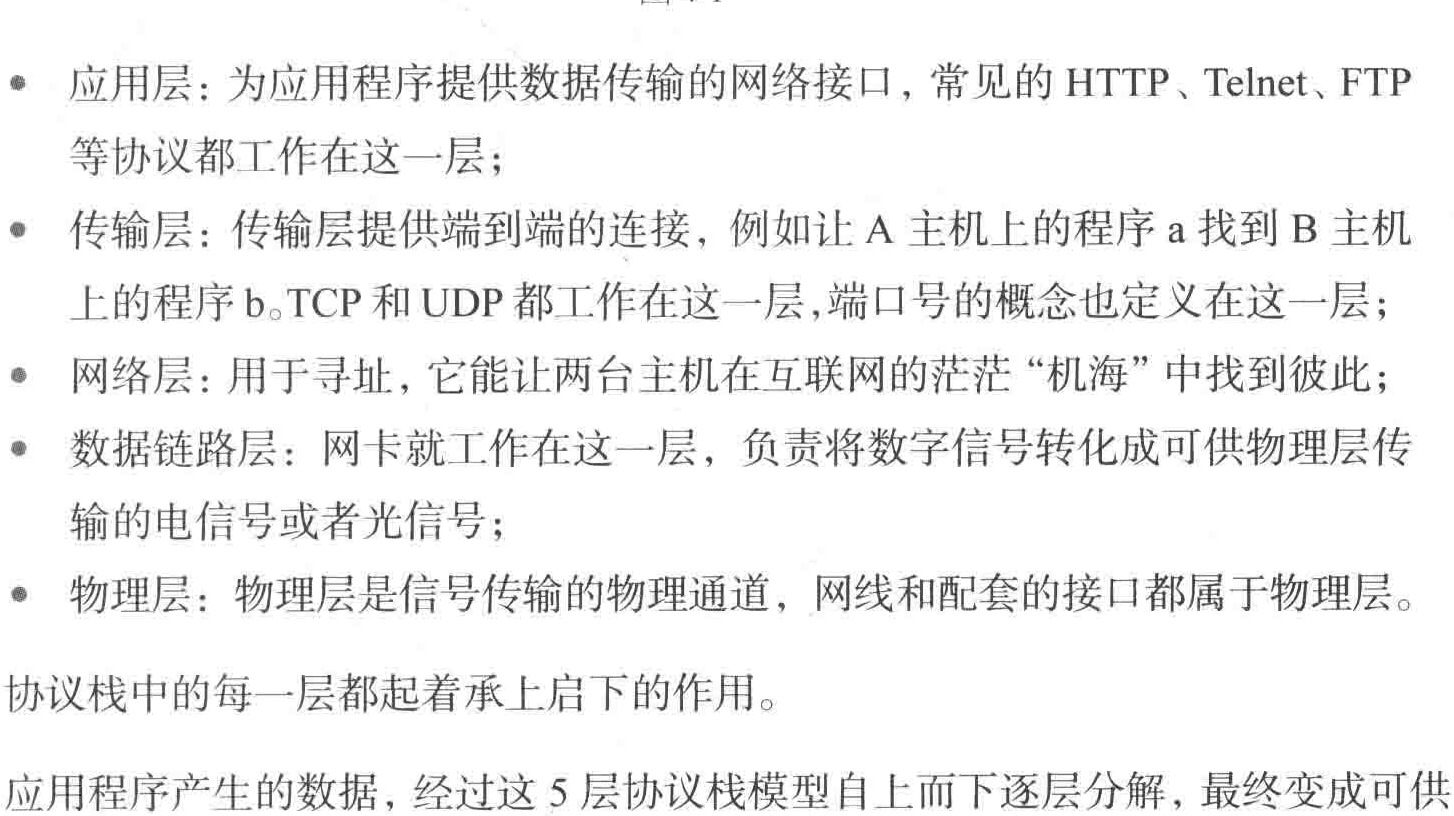 • 应用层：为应用程序提供数据传输的网络接口，常见的 HTTP、Telnet、FTP
等协议都工作在这一层；
• 传输层：传输层提供端到端的连接，例如让 A 主机上的程序 a 找到 B 主机
上的程序 b。TCP 和 UDP 都工作在这一层，端口号的概念也定义在这一层；
• 网络层：用于寻址，它能让两台主机在互联网的茫茫“机海”中找到彼此；
• 数据链路层：网卡就工作在这一层，负责将数字信号转化成可供物理层传
输的电信号或者光信号；
• 物理层：物理层是信号传输的物理通道，网线和配套的接口都属于物理层。
协议栈中的每一层都起着承上启下的作用。
应用程序产生的数据，经过这 5 层协议栈模型自上而下逐层分解，最终变成可供